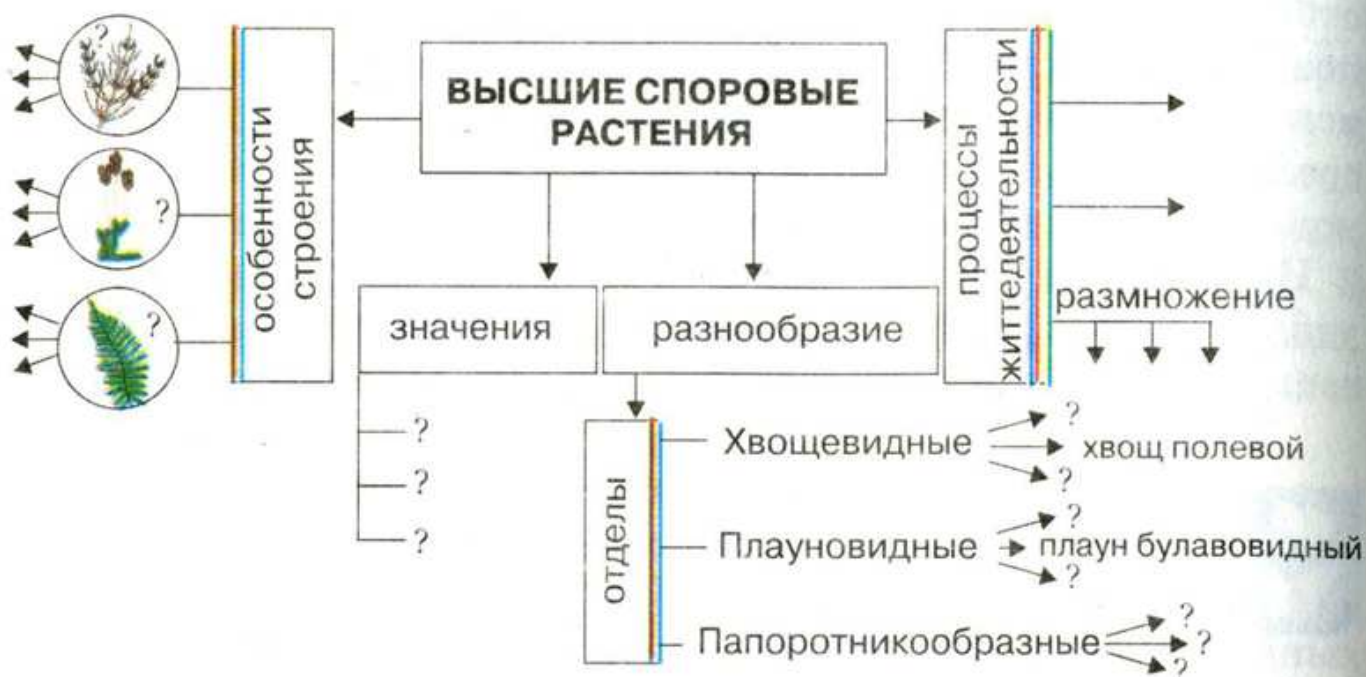 ВЫСШИЕ СПОРОВЫЕ
РАСТЕНИЯ
?
?
?
особенности
строения
процессы
життедеятельности
размножение
значения
разнообразие
?
?
?
отделы
Хвощевидные
?
хвощ полевой
?
Плауновидные
?
плаун булавовидный
?
Папоротникообразные
?
?
?